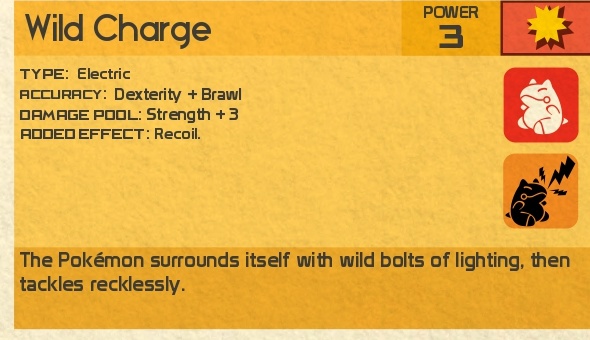 Wild Charge
POWER
3
TYPE: Electric
ACCURACY: Dexterity + Brawl
DAMAGE POOL: Strength + 3
ADDED EFFECT: Recoil.
The Pokémon surrounds itself with wild bolts of lighting, then
tackles recklessly.